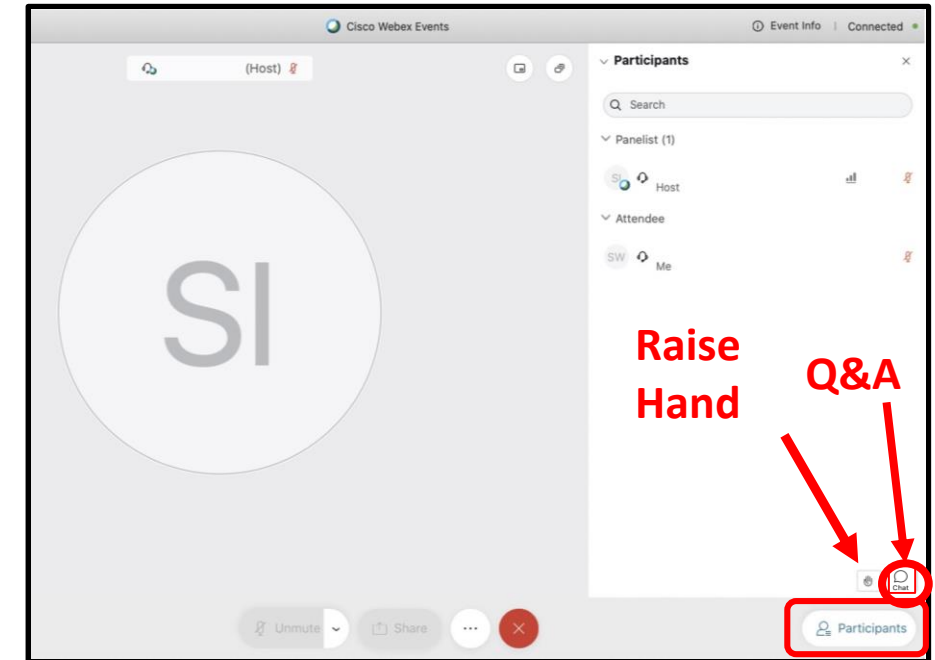 Cisco Webex Events
Event Info | Connected
(Host)
Participants
Search
Panelist (1)
SI
Host
Attendee
SW
Me
SI
Raise
Hand
Q&A
Chat
Unmute
Share
Participants